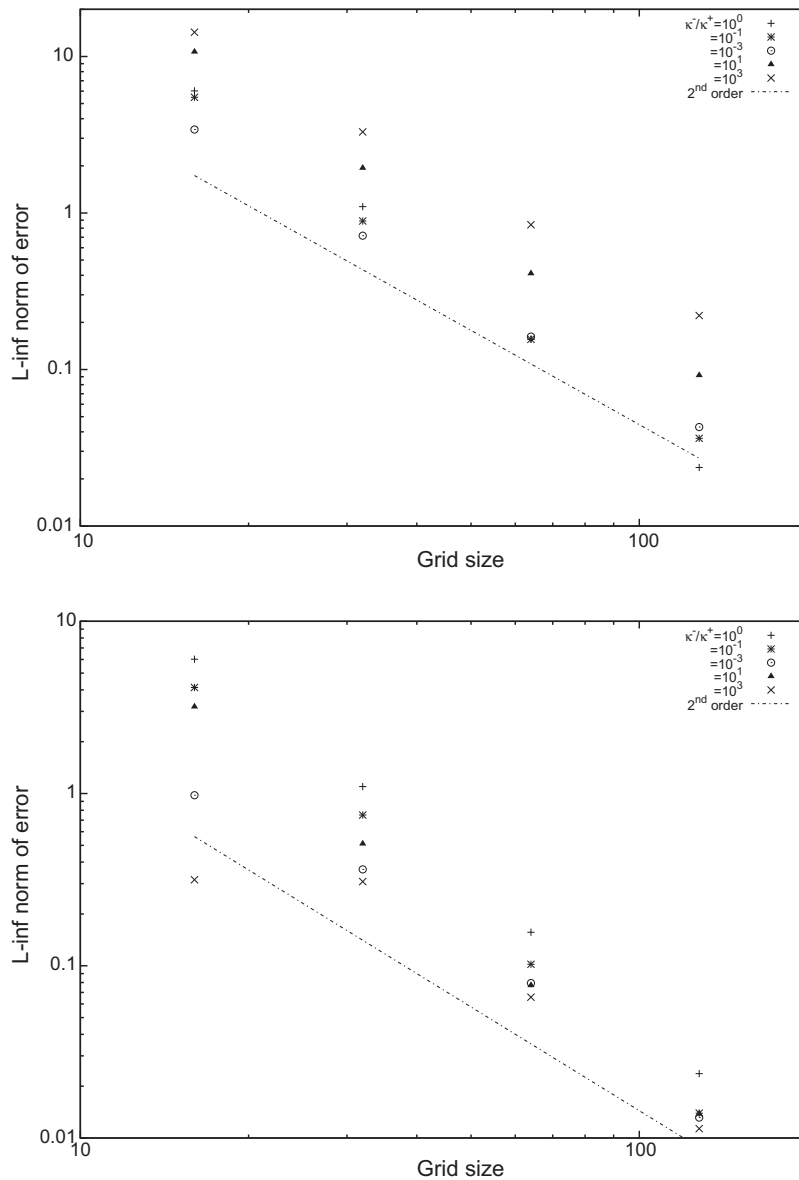 10
1
0.1
0.01
L-inf norm of error
κ⁻/κ⁺=10⁰
=10⁻¹
=10⁻³
=10¹
=10³
2ⁿᵈ order
10
100
Grid size
10
1
0.1
0.01
L-inf norm of error
κ⁻/κ⁺=10⁰
=10⁻¹
=10⁻³
=10¹
=10³
2ⁿᵈ order
10
100
Grid size